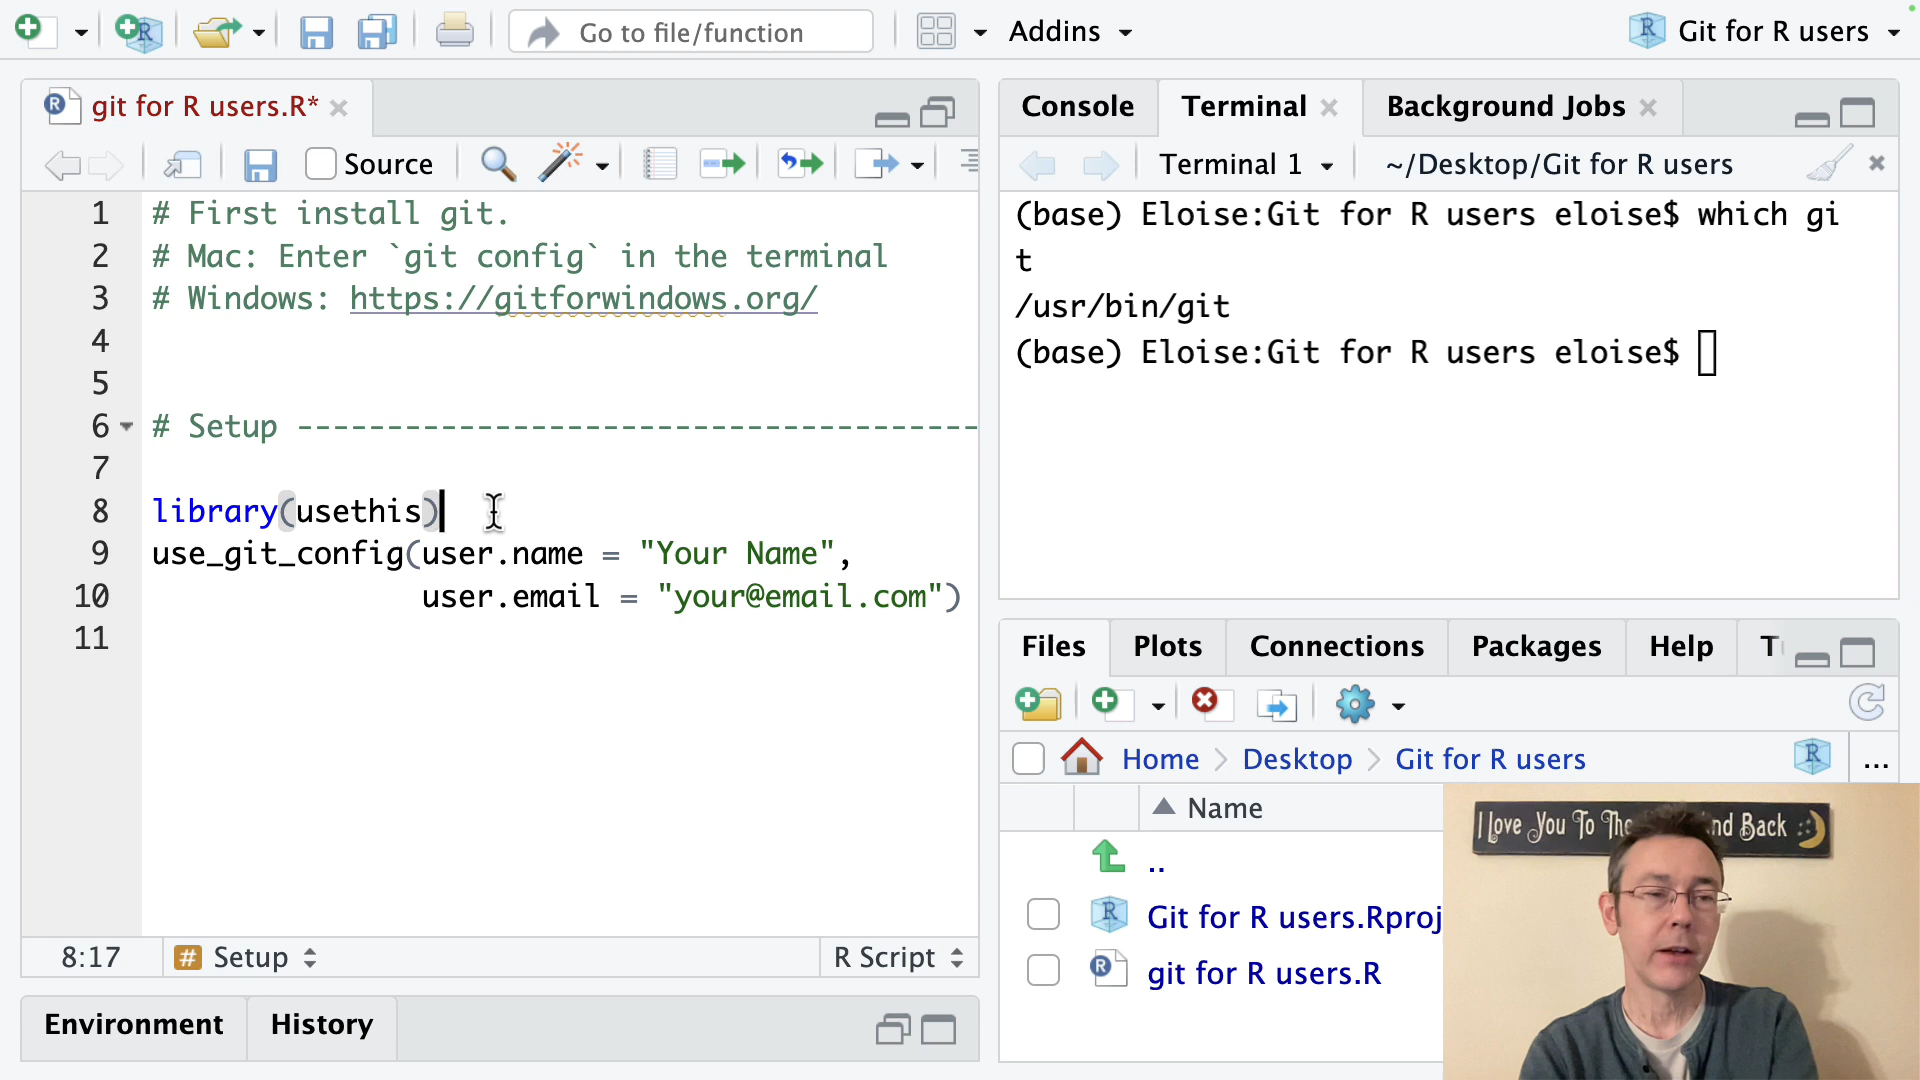 Go to file/function
Addins
Git for R users
git for R users.R*
Source
1 # First install git.
2 # Mac: Enter `git config` in the terminal
3 # Windows: https://gitforwindows.org/
4
5
6 # Setup -------------------------------------
7
8 library(usethis)
9 use_git_config(user.name = "Your Name",
10 user.email = "your@email.com")
11
8:17 # Setup R Script
Environment History
Console Terminal Background Jobs
Terminal 1 ~/Desktop/Git for R users
(base) Eloise:Git for R users eloise$ which gi
t
/usr/bin/git
(base) Eloise:Git for R users eloise$
Files Plots Connections Packages Help
Home Desktop Git for R users ...
Name
..
Git for R users.Rproj
git for R users.R
I Love You To The nd Back